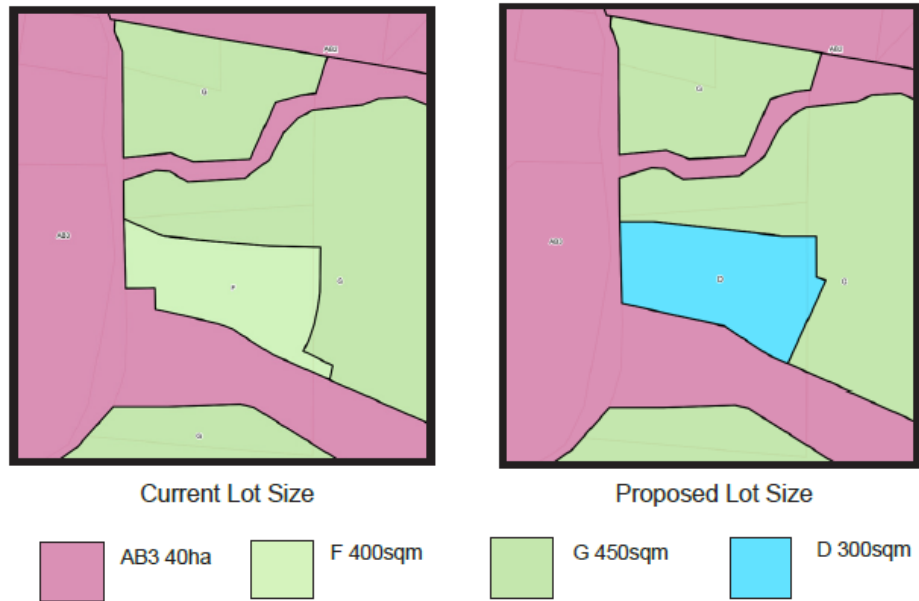 AB3
G
AB3
F
G
G
AB3
G
AB3
D
G
Current Lot Size
Proposed Lot Size
AB3 40ha
F 400sqm
G 450sqm
D 300sqm